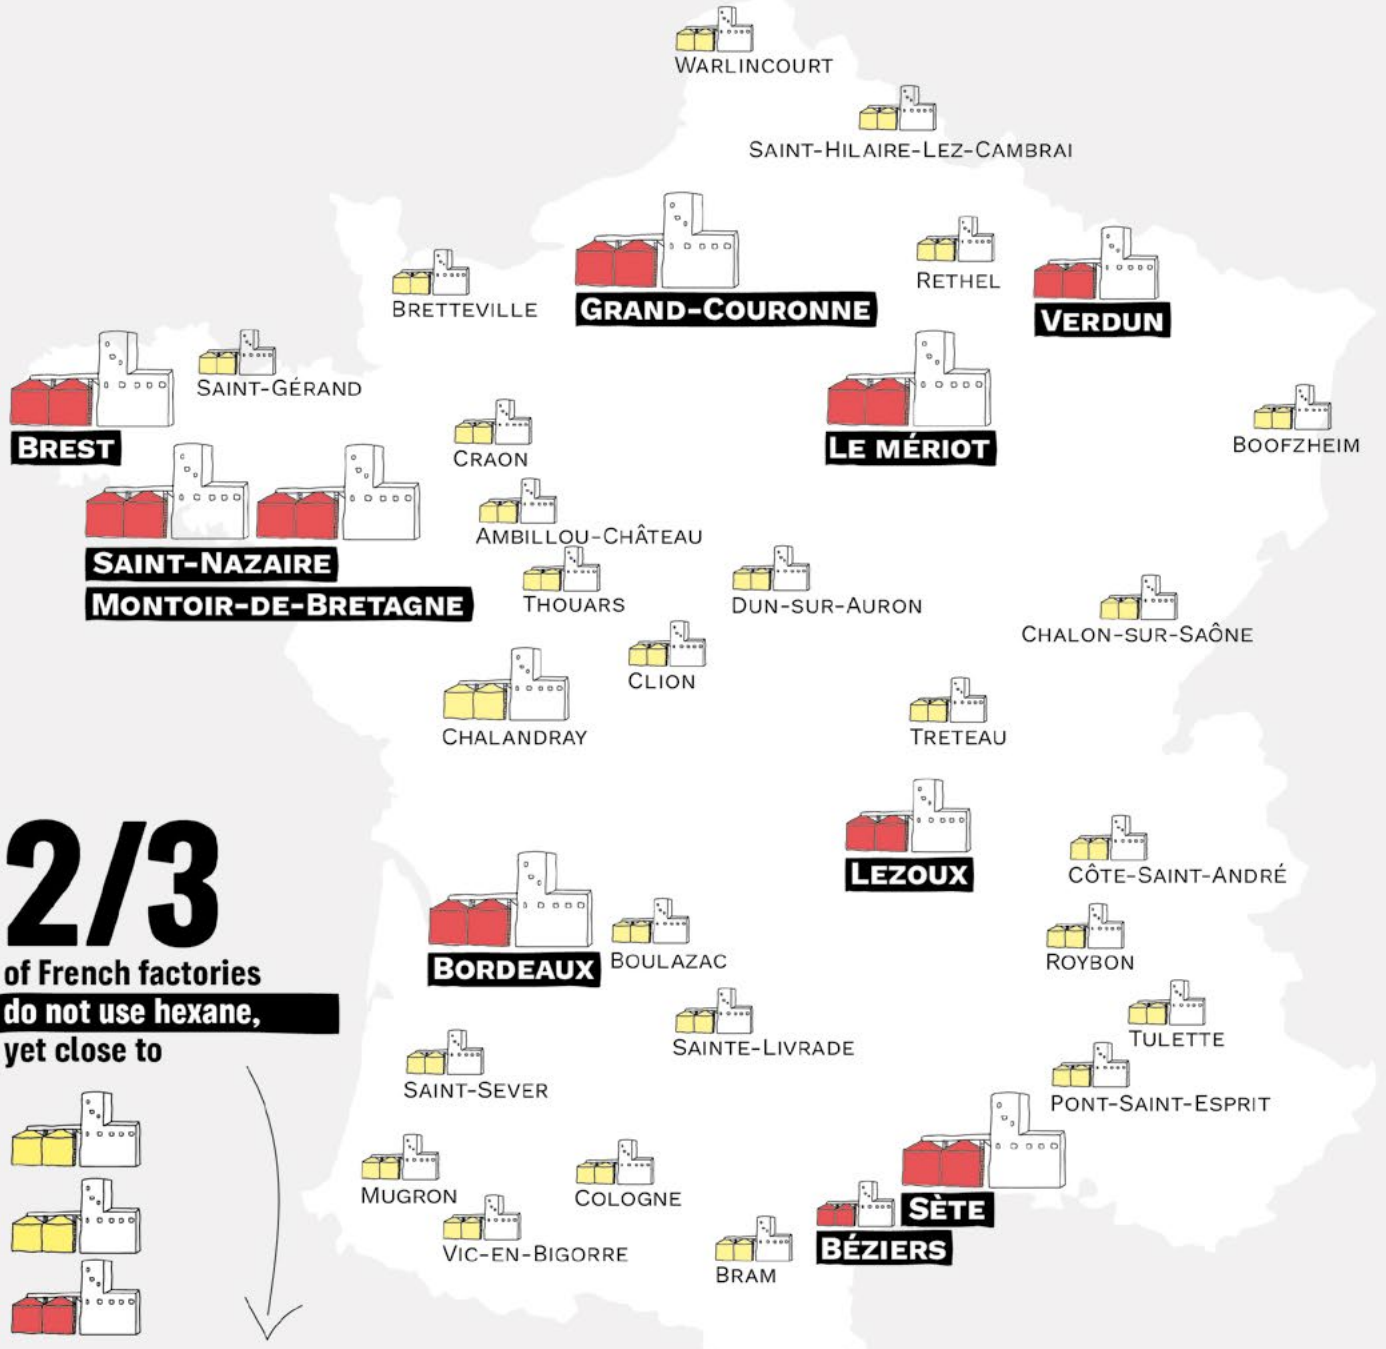 WARLINCOURT
SAINT-HILAIRE-LEZ-CAMBRAI
GRAND-COURONNE
RETHEL
VERDUN
BRETTEVILLE
BREST
SAINT-GÉRAND
CRAON
LE MÉRIOT
BOOFZHEIM
SAINT-NAZAIRE
MONTOIR-DE-BRETAGNE
AMBILLOU-CHÂTEAU
THOUARS
DUN-SUR-AURON
CHALON-SUR-SAÔNE
CLION
CHALANDRAY
TRETEAU
LEZOUX
CÔTE-SAINT-ANDRÉ
BORDEAUX
BOULAZAC
ROYBON
SAINTE-LIVRADE
TULETTE
SAINT-SEVER
PONT-SAINT-ESPRIT
MUGRON
COLOGNE
SÈTE
BÉZIERS
VIC-EN-BIGORRE
BRAM
2/3
of French factories
do not use hexane,
yet close to